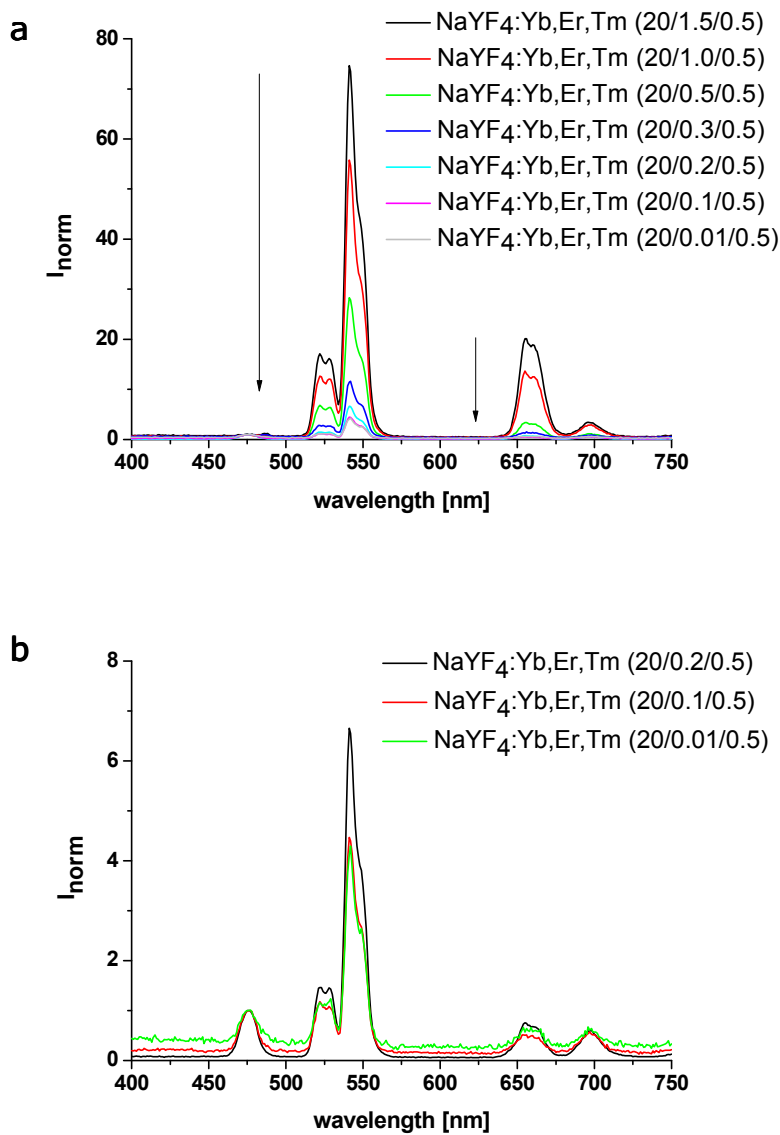 a
NaYF4:Yb,Er,Tm (20/1.5/0.5)
NaYF4:Yb,Er,Tm (20/1.0/0.5)
NaYF4:Yb,Er,Tm (20/0.5/0.5)
NaYF4:Yb,Er,Tm (20/0.3/0.5)
NaYF4:Yb,Er,Tm (20/0.2/0.5)
NaYF4:Yb,Er,Tm (20/0.1/0.5)
NaYF4:Yb,Er,Tm (20/0.01/0.5)
80
60
40
20
0
Inorm
400 450 500 550 600 650 700 750
wavelength [nm]
b
NaYF4:Yb,Er,Tm (20/0.2/0.5)
NaYF4:Yb,Er,Tm (20/0.1/0.5)
NaYF4:Yb,Er,Tm (20/0.01/0.5)
8
6
4
2
0
Inorm
400 450 500 550 600 650 700 750
wavelength [nm]